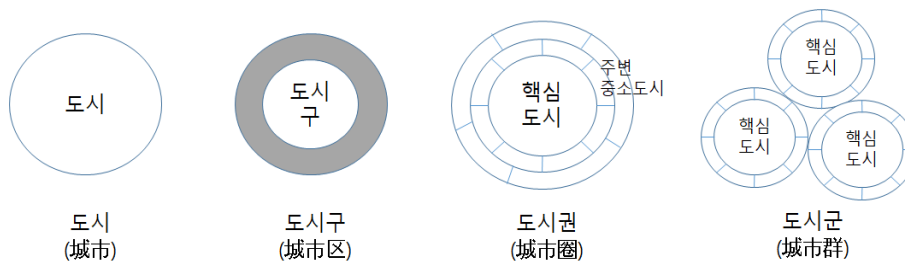 도시
도시
구
핵심
도시
주변
중소도시
핵심
도시
핵심
도시
핵심
도시
도시
(城市)
도시구
(城市区)
도시권
(城市圈)
도시군
(城市群)